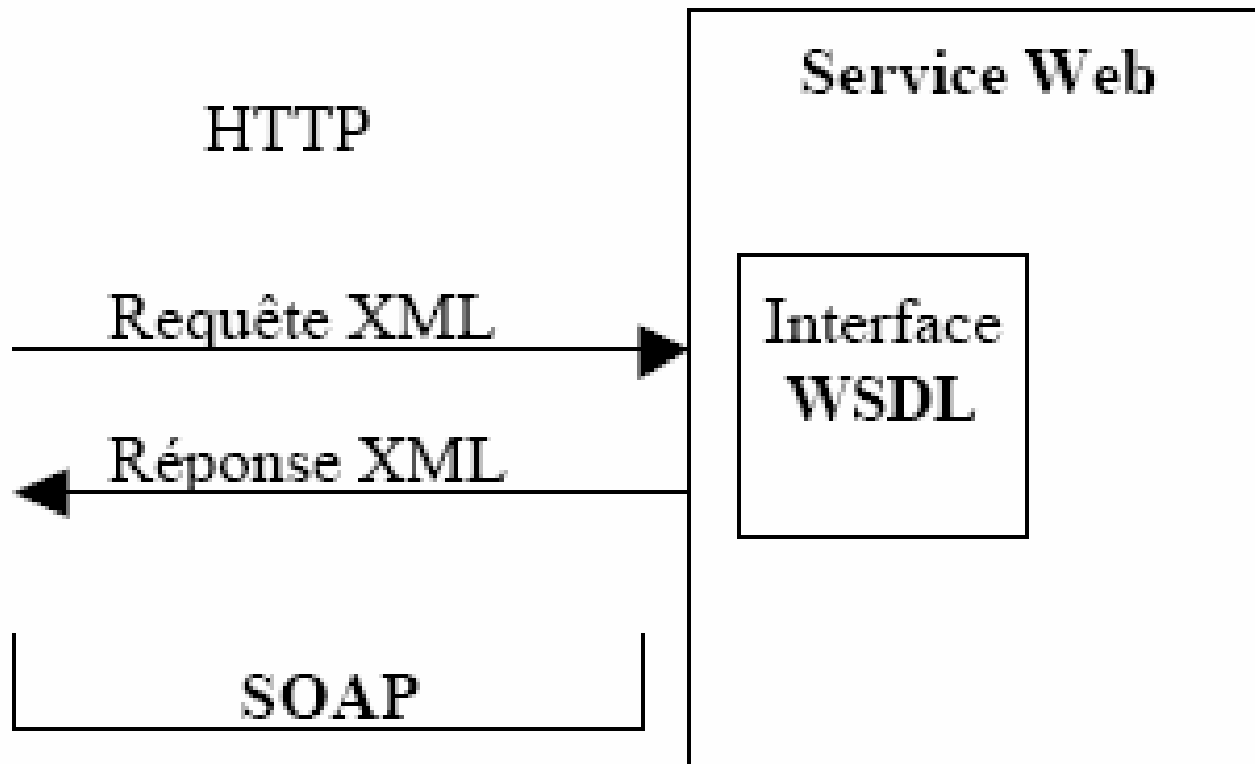 Service Web
HTTP
Requête XML
Interface
WSDL
Réponse XML
SOAP